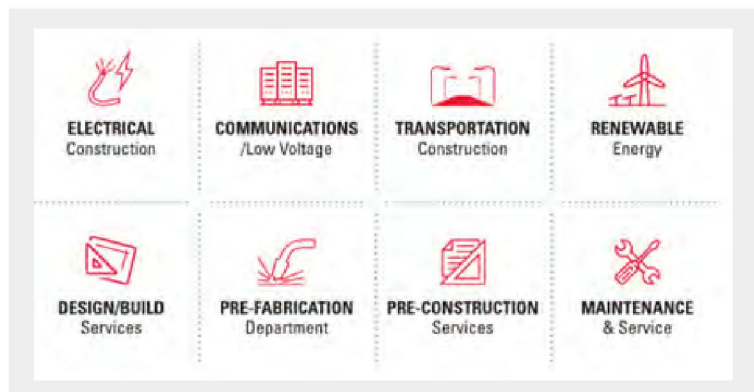 ELECTRICAL
Construction
COMMUNICATIONS
/Low Voltage
TRANSPORTATION
Construction
RENEWABLE
Energy
DESIGN/BUILD
Services
PRE-FABRICATION
Department
PRE-CONSTRUCTION
Services
MAINTENANCE
& Service